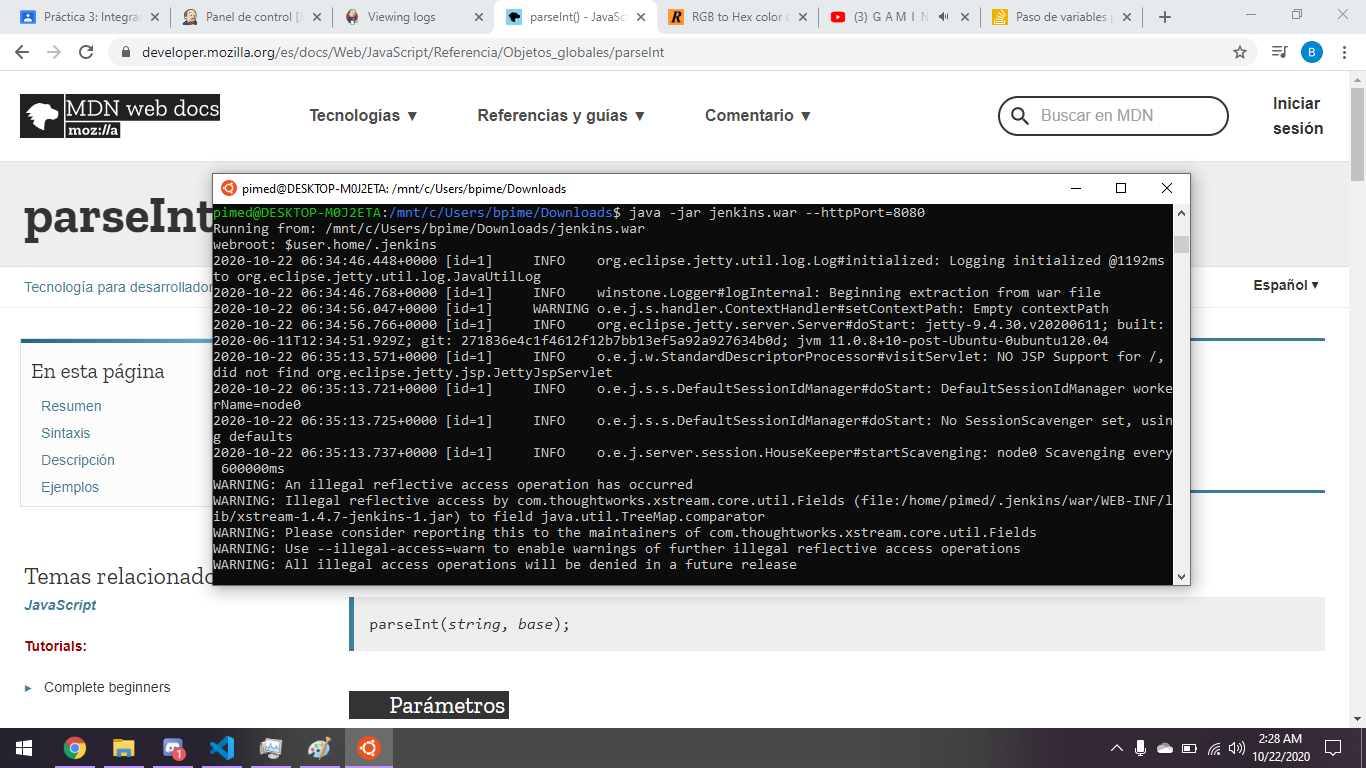 Práctica 3: Integrac
Panel de control [J
Viewing logs
parseInt() - JavaSc
RGB to Hex color c
(3) G A M I N
Paso de variables p
developer.mozilla.org/es/docs/Web/JavaScript/Referencia/Objetos_globales/parseInt
B
MDN web docs
moz://a
Tecnologías ▼
Referencias y guías ▼
Comentario ▼
Buscar en MDN
Iniciar
sesión
parseInt
Tecnología para desarrollador
Español ▾
En esta página
Resumen
Sintaxis
Descripción
Ejemplos
Temas relacionado
JavaScript
Tutorials:
Complete beginners
pimed@DESKTOP-M0J2ETA: /mnt/c/Users/bpime/Downloads
pimed@DESKTOP-M0J2ETA:/mnt/c/Users/bpime/Downloads$ java -jar jenkins.war --httpPort=8080
Running from: /mnt/c/Users/bpime/Downloads/jenkins.war
webroot: $user.home/.jenkins
2020-10-22 06:34:46.448+0000 [id=1]     INFO    org.eclipse.jetty.util.log.Log#initialized: Logging initialized @1192ms
to org.eclipse.jetty.util.log.JavaUtilLog
2020-10-22 06:34:46.768+0000 [id=1]     INFO    winstone.Logger#logInternal: Beginning extraction from war file
2020-10-22 06:34:56.047+0000 [id=1]     WARNING o.e.j.s.handler.ContextHandler#setContextPath: Empty contextPath
2020-10-22 06:34:56.766+0000 [id=1]     INFO    org.eclipse.jetty.server.Server#doStart: jetty-9.4.30.v20200611; built:
2020-06-11T12:34:51.929Z; git: 271836e4c1f4612f12b7bb13ef5a92a927634b0d; jvm 11.0.8+10-post-Ubuntu-0ubuntu120.04
2020-10-22 06:35:13.571+0000 [id=1]     INFO    o.e.j.w.StandardDescriptorProcessor#visitServlet: NO JSP Support for /,
did not find org.eclipse.jetty.jsp.JettyJspServlet
2020-10-22 06:35:13.721+0000 [id=1]     INFO    o.e.j.s.s.DefaultSessionIdManager#doStart: DefaultSessionIdManager worke
rName=node0
2020-10-22 06:35:13.725+0000 [id=1]     INFO    o.e.j.s.s.DefaultSessionIdManager#doStart: No SessionScavenger set, usin
g defaults
2020-10-22 06:35:13.737+0000 [id=1]     INFO    o.e.j.server.session.HouseKeeper#startScavenging: node0 Scavenging every
 600000ms
WARNING: An illegal reflective access operation has occurred
WARNING: Illegal reflective access by com.thoughtworks.xstream.core.util.Fields (file:/home/pimed/.jenkins/war/WEB-INF/l
ib/xstream-1.4.7-jenkins-1.jar) to field java.util.TreeMap.comparator
WARNING: Please consider reporting this to the maintainers of com.thoughtworks.xstream.core.util.Fields
WARNING: Use --illegal-access=warn to enable warnings of further illegal reflective access operations
WARNING: All illegal access operations will be denied in a future release
parseInt(string, base);
Parámetros
1
2:28 AM
10/22/2020